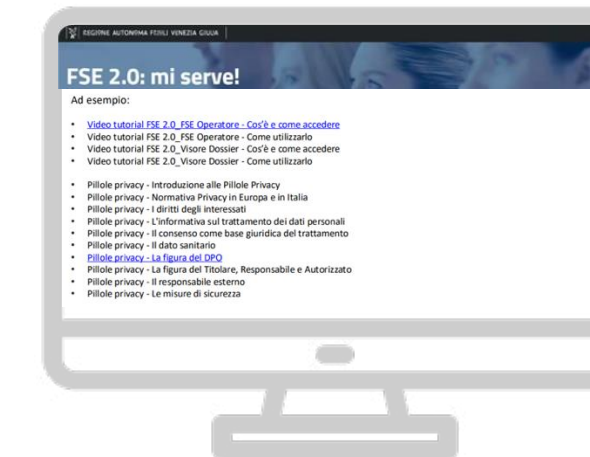 REGIONE AUTONOMA FRIULI VENEZIA GIULIA
FSE 2.0: mi serve!
Ad esempio:
• Video tutorial FSE 2.0_FSE Operatore - Cos'è e come accedere
• Video tutorial FSE 2.0_FSE Operatore - Come utilizzarlo
• Video tutorial FSE 2.0_Visore Dossier - Cos'è e come accedere
• Video tutorial FSE 2.0_Visore Dossier - Come utilizzarlo
• Pillole privacy - Introduzione alle Pillole Privacy
• Pillole privacy - Normativa Privacy in Europa e in Italia
• Pillole privacy - I diritti degli interessati
• Pillole privacy - L'informativa sul trattamento dei dati personali
• Pillole privacy - Il consenso come base giuridica del trattamento
• Pillole privacy - Il dato sanitario
• Pillole privacy - La figura del DPO
• Pillole privacy - La figura del Titolare, Responsabile e Autorizzato
• Pillole privacy - Il responsabile esterno
• Pillole privacy - Le misure di sicurezza